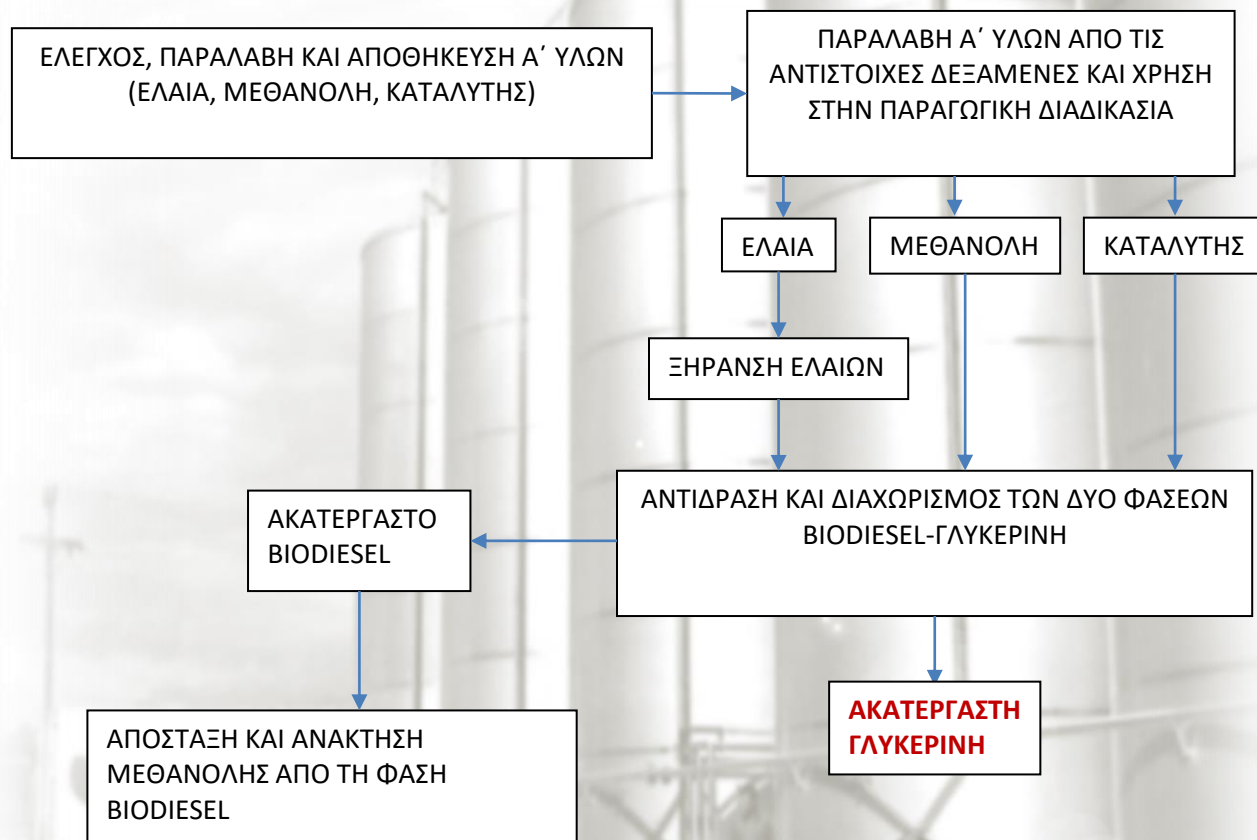 ΕΛΕΓΧΟΣ, ΠΑΡΑΛΑΒΗ ΚΑΙ ΑΠΟΘΗΚΕΥΣΗ Α΄ ΥΛΩΝ
(ΕΛΑΙΑ, ΜΕΘΑΝΟΛΗ, ΚΑΤΑΛΥΤΗΣ)
ΠΑΡΑΛΑΒΗ Α΄ ΥΛΩΝ ΑΠΟ ΤΙΣ
ΑΝΤΙΣΤΟΙΧΕΣ ΔΕΞΑΜΕΝΕΣ ΚΑΙ ΧΡΗΣΗ
ΣΤΗΝ ΠΑΡΑΓΩΓΙΚΗ ΔΙΑΔΙΚΑΣΙΑ
ΕΛΑΙΑ
ΜΕΘΑΝΟΛΗ
ΚΑΤΑΛΥΤΗΣ
ΞΗΡΑΝΣΗ ΕΛΑΙΩΝ
ΑΝΤΙΔΡΑΣΗ ΚΑΙ ΔΙΑΧΩΡΙΣΜΟΣ ΤΩΝ ΔΥΟ ΦΑΣΕΩΝ
BIODIESEL-ΓΛΥΚΕΡΙΝΗ
ΑΚΑΤΕΡΓΑΣΤΟ
BIODIESEL
ΑΚΑΤΕΡΓΑΣΤΗ
ΓΛΥΚΕΡΙΝΗ
ΑΠΟΣΤΑΞΗ ΚΑΙ ΑΝΑΚΤΗΣΗ
ΜΕΘΑΝΟΛΗΣ ΑΠΟ ΤΗ ΦΑΣΗ
BIODIESEL